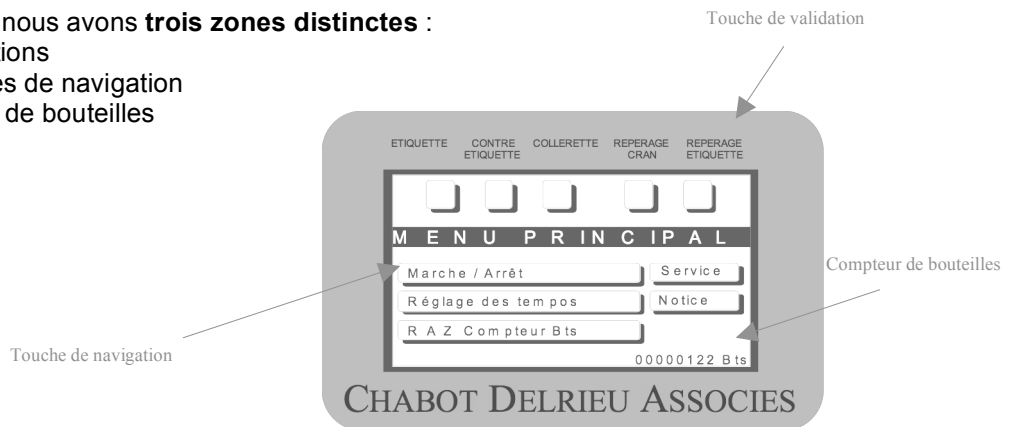 nous avons trois zones distinctes :
tions
es de navigation
de bouteilles
Touche de validation
ETIQUETTE CONTRE ETIQUETTE COLLERETTE REPERAGE CRAN REPERAGE ETIQUETTE
MENU PRINCIPAL
Marche / Arrêt Service
Réglage des tempos Notice
RAZ Compteur Bts
00000122 Bts
Compteur de bouteilles
Touche de navigation
CHABOT DELRIEU ASSOCIES